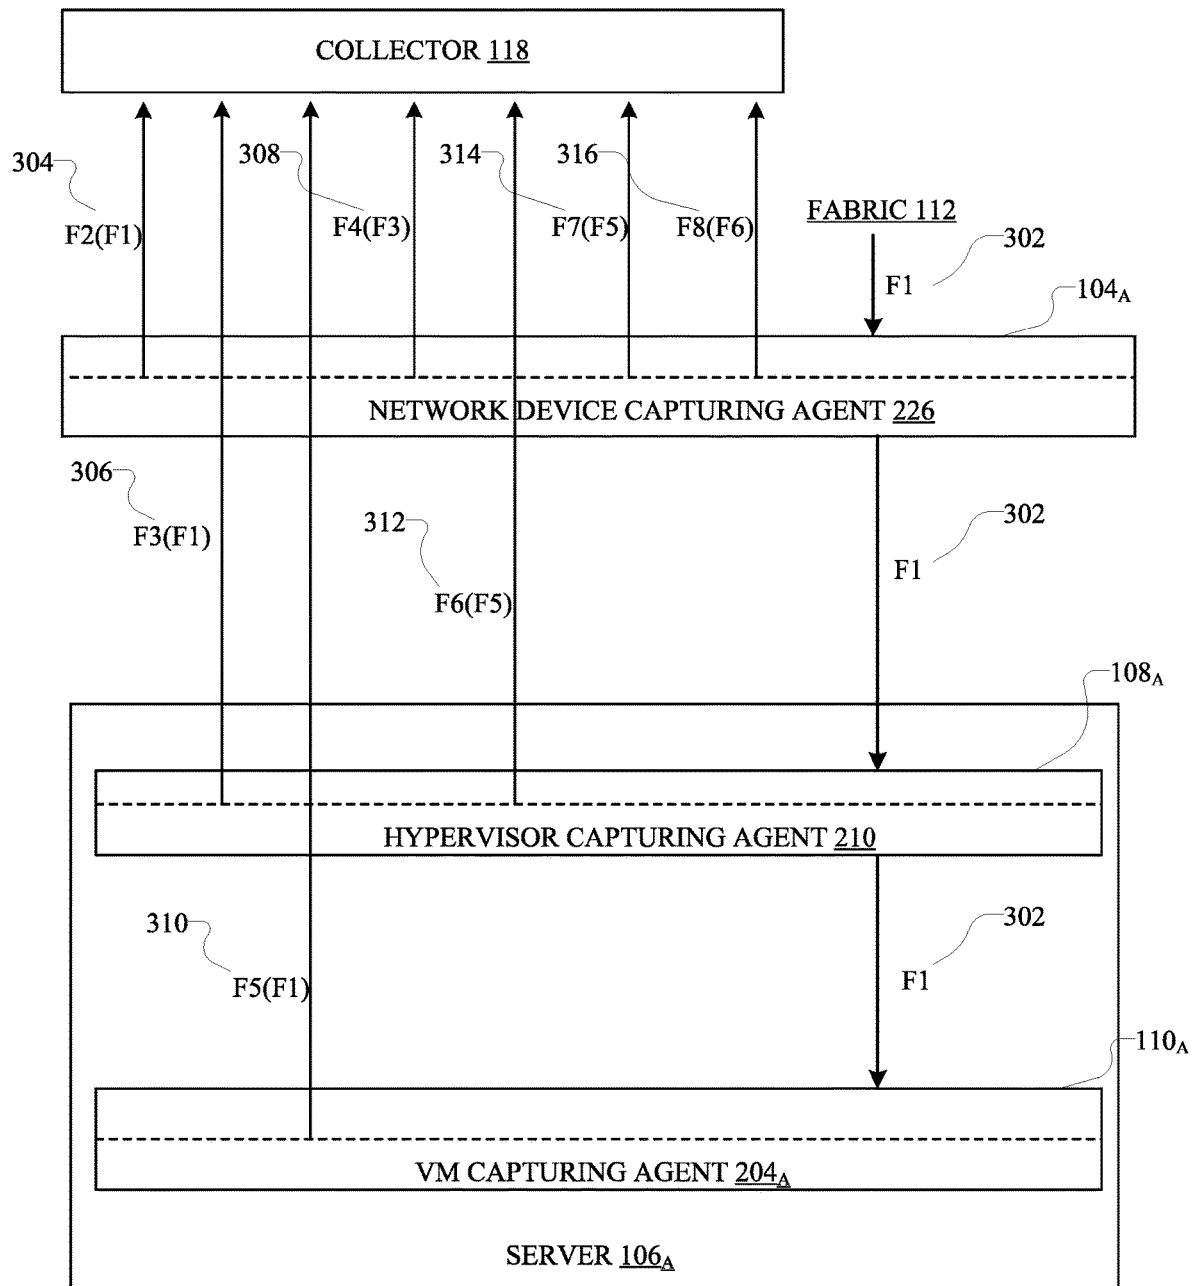 COLLECTOR 118
304
308
314
316
F2(F1)
F4(F3)
F7(F5)
F8(F6)
FABRIC 112
302
F1
104A
NETWORK DEVICE CAPTURING AGENT 226
306
F3(F1)
312
F6(F5)
302
F1
108A
HYPERVISOR CAPTURING AGENT 210
310
F5(F1)
302
F1
110A
VM CAPTURING AGENT 204A
SERVER 106A